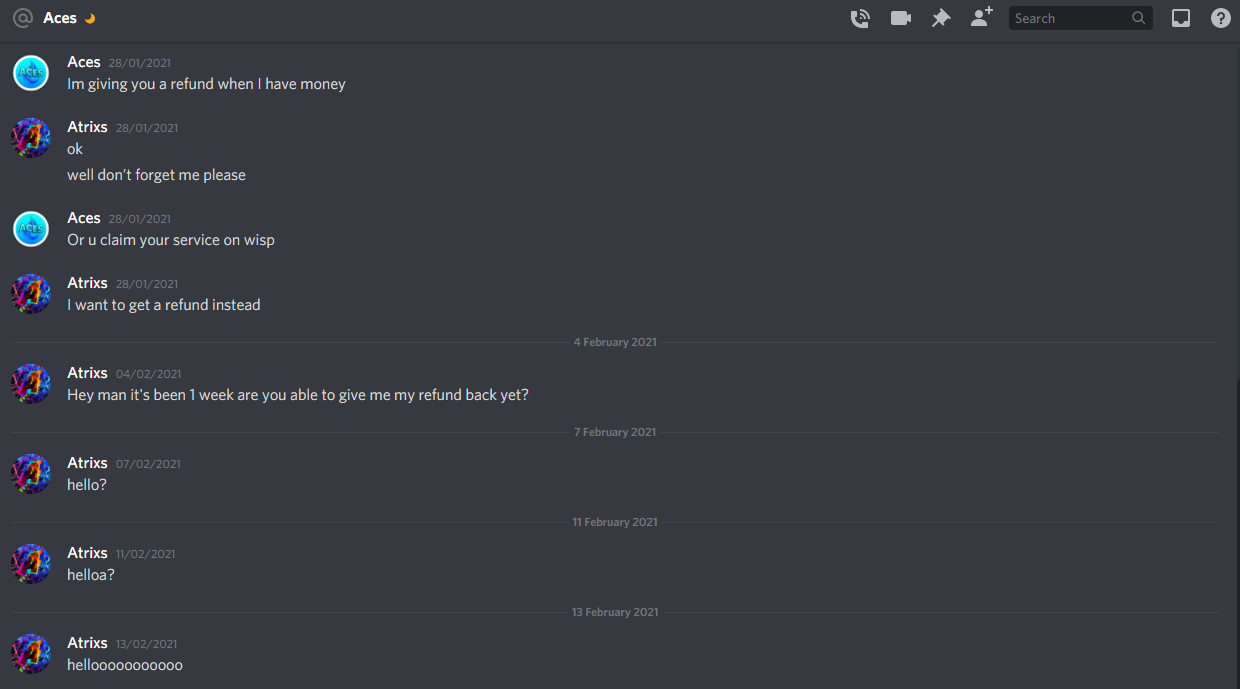 Aces
Search
Aces 28/01/2021
Im giving you a refund when I have money
Atrixs 28/01/2021
ok
well don't forget me please
Aces 28/01/2021
Or u claim your service on wisp
Atrixs 28/01/2021
I want to get a refund instead
4 February 2021
Atrixs 04/02/2021
Hey man it's been 1 week are you able to give me my refund back yet?
7 February 2021
Atrixs 07/02/2021
hello?
11 February 2021
Atrixs 11/02/2021
helloa?
13 February 2021
Atrixs 13/02/2021
hellooooooooooo